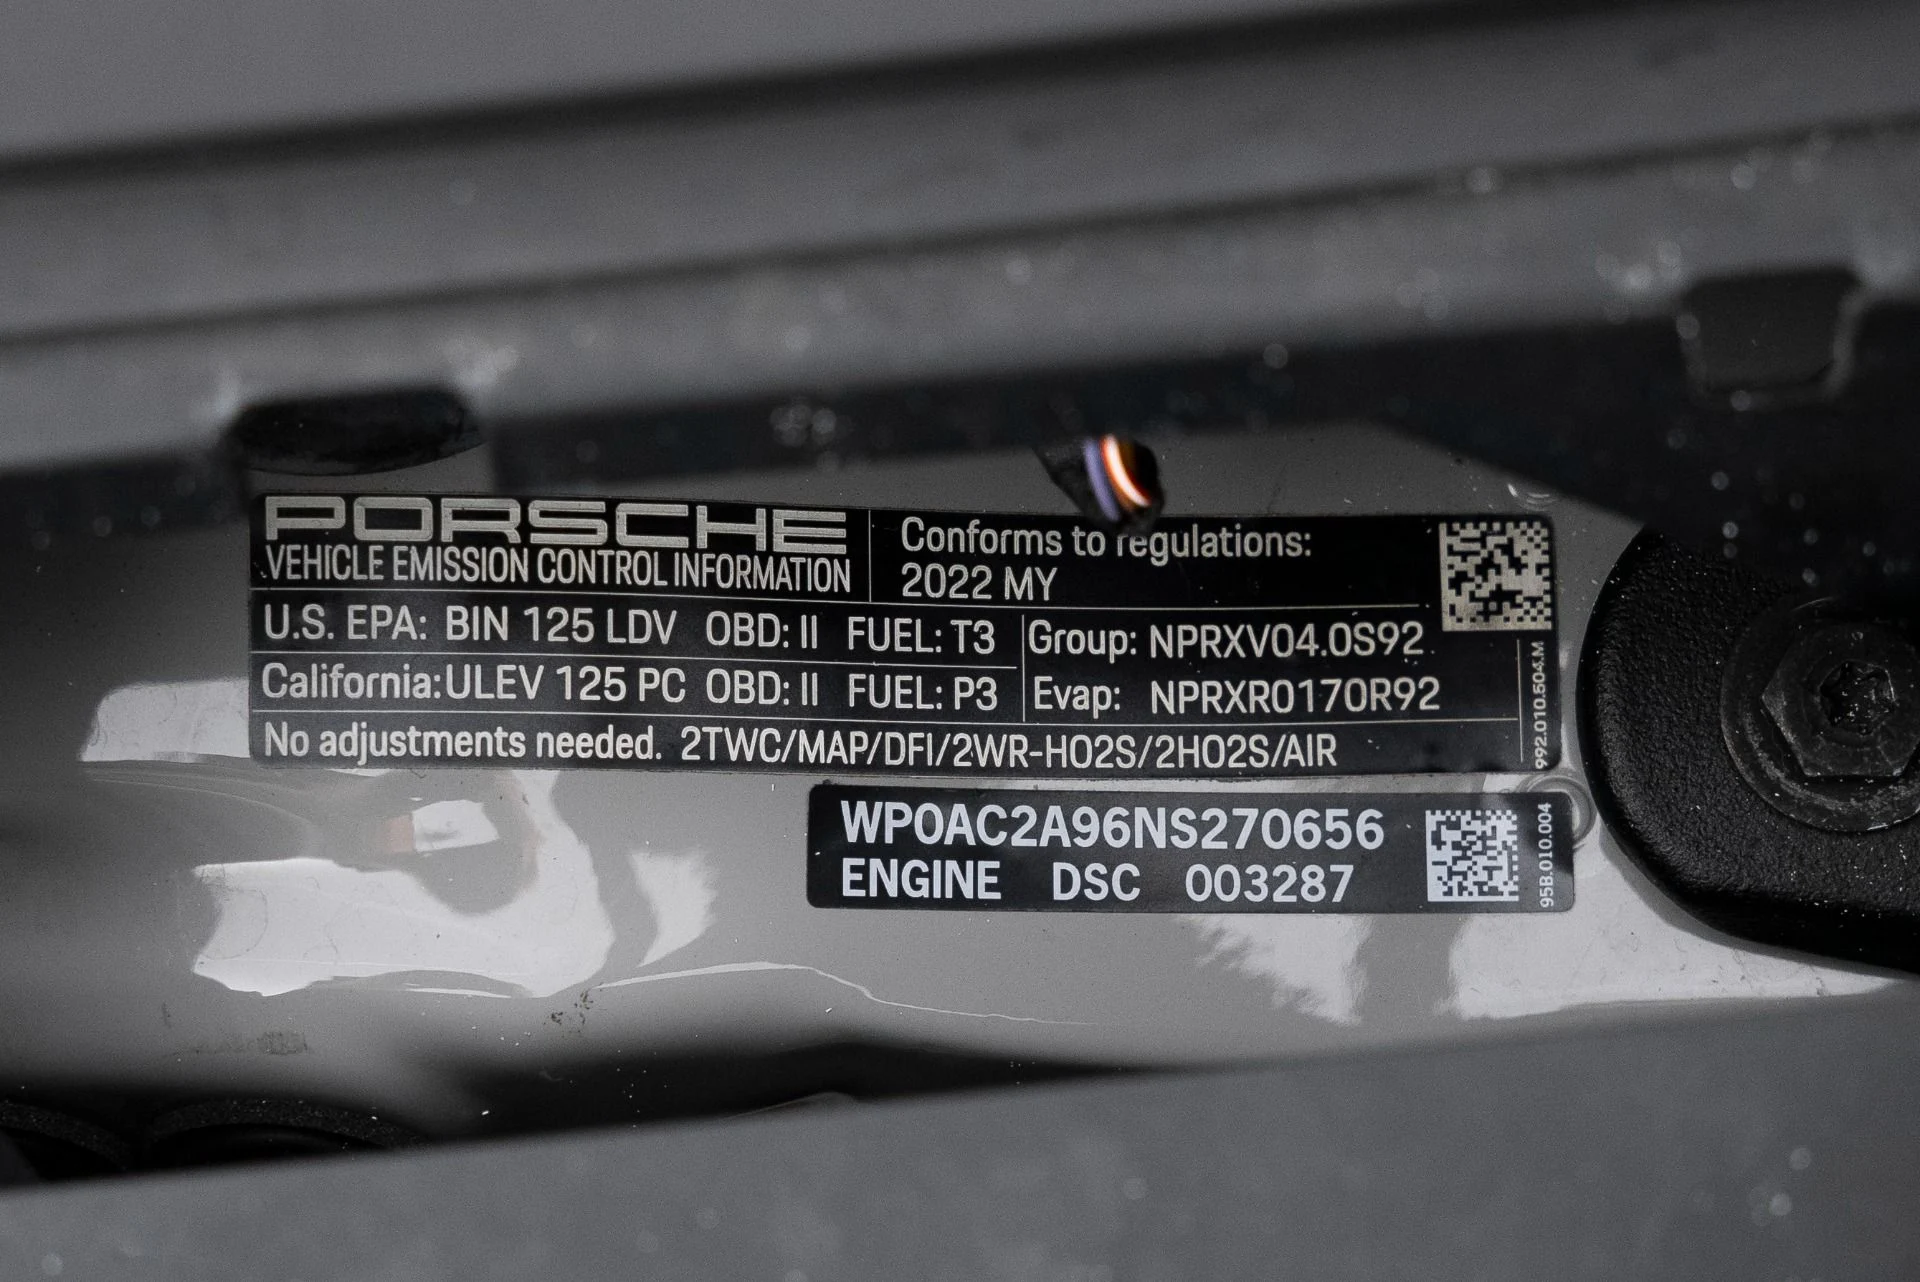 PORSCHE
VEHICLE EMISSION CONTROL INFORMATION
Conforms to regulations:
2022 MY
U.S. EPA: BIN 125 LDV OBD: II FUEL: T3
Group: NPRXV04.0S92
California: ULEV 125 PC OBD: II FUEL: P3
Evap: NPRXR0170R92
No adjustments needed. 2TWC/MAP/DFI/2WR-HO2S/2HO2S/AIR
992.010.504.M
WP0AC2A96NS270656
ENGINE DSC 003287
95B.010.004